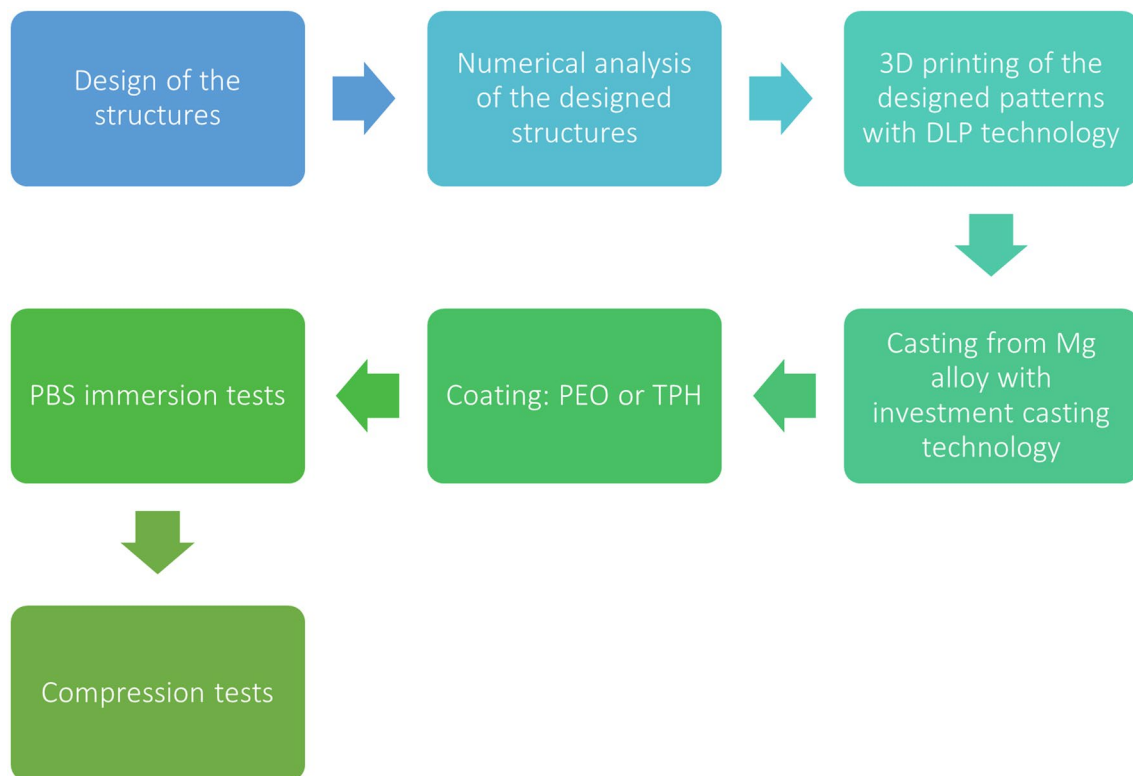 Design of the
structures
Numerical analysis
of the designed
structures
3D printing of the
designed patterns
with DLP technology
Casting from Mg
alloy with
investment casting
technology
Coating: PEO or TPH
PBS immersion tests
Compression tests